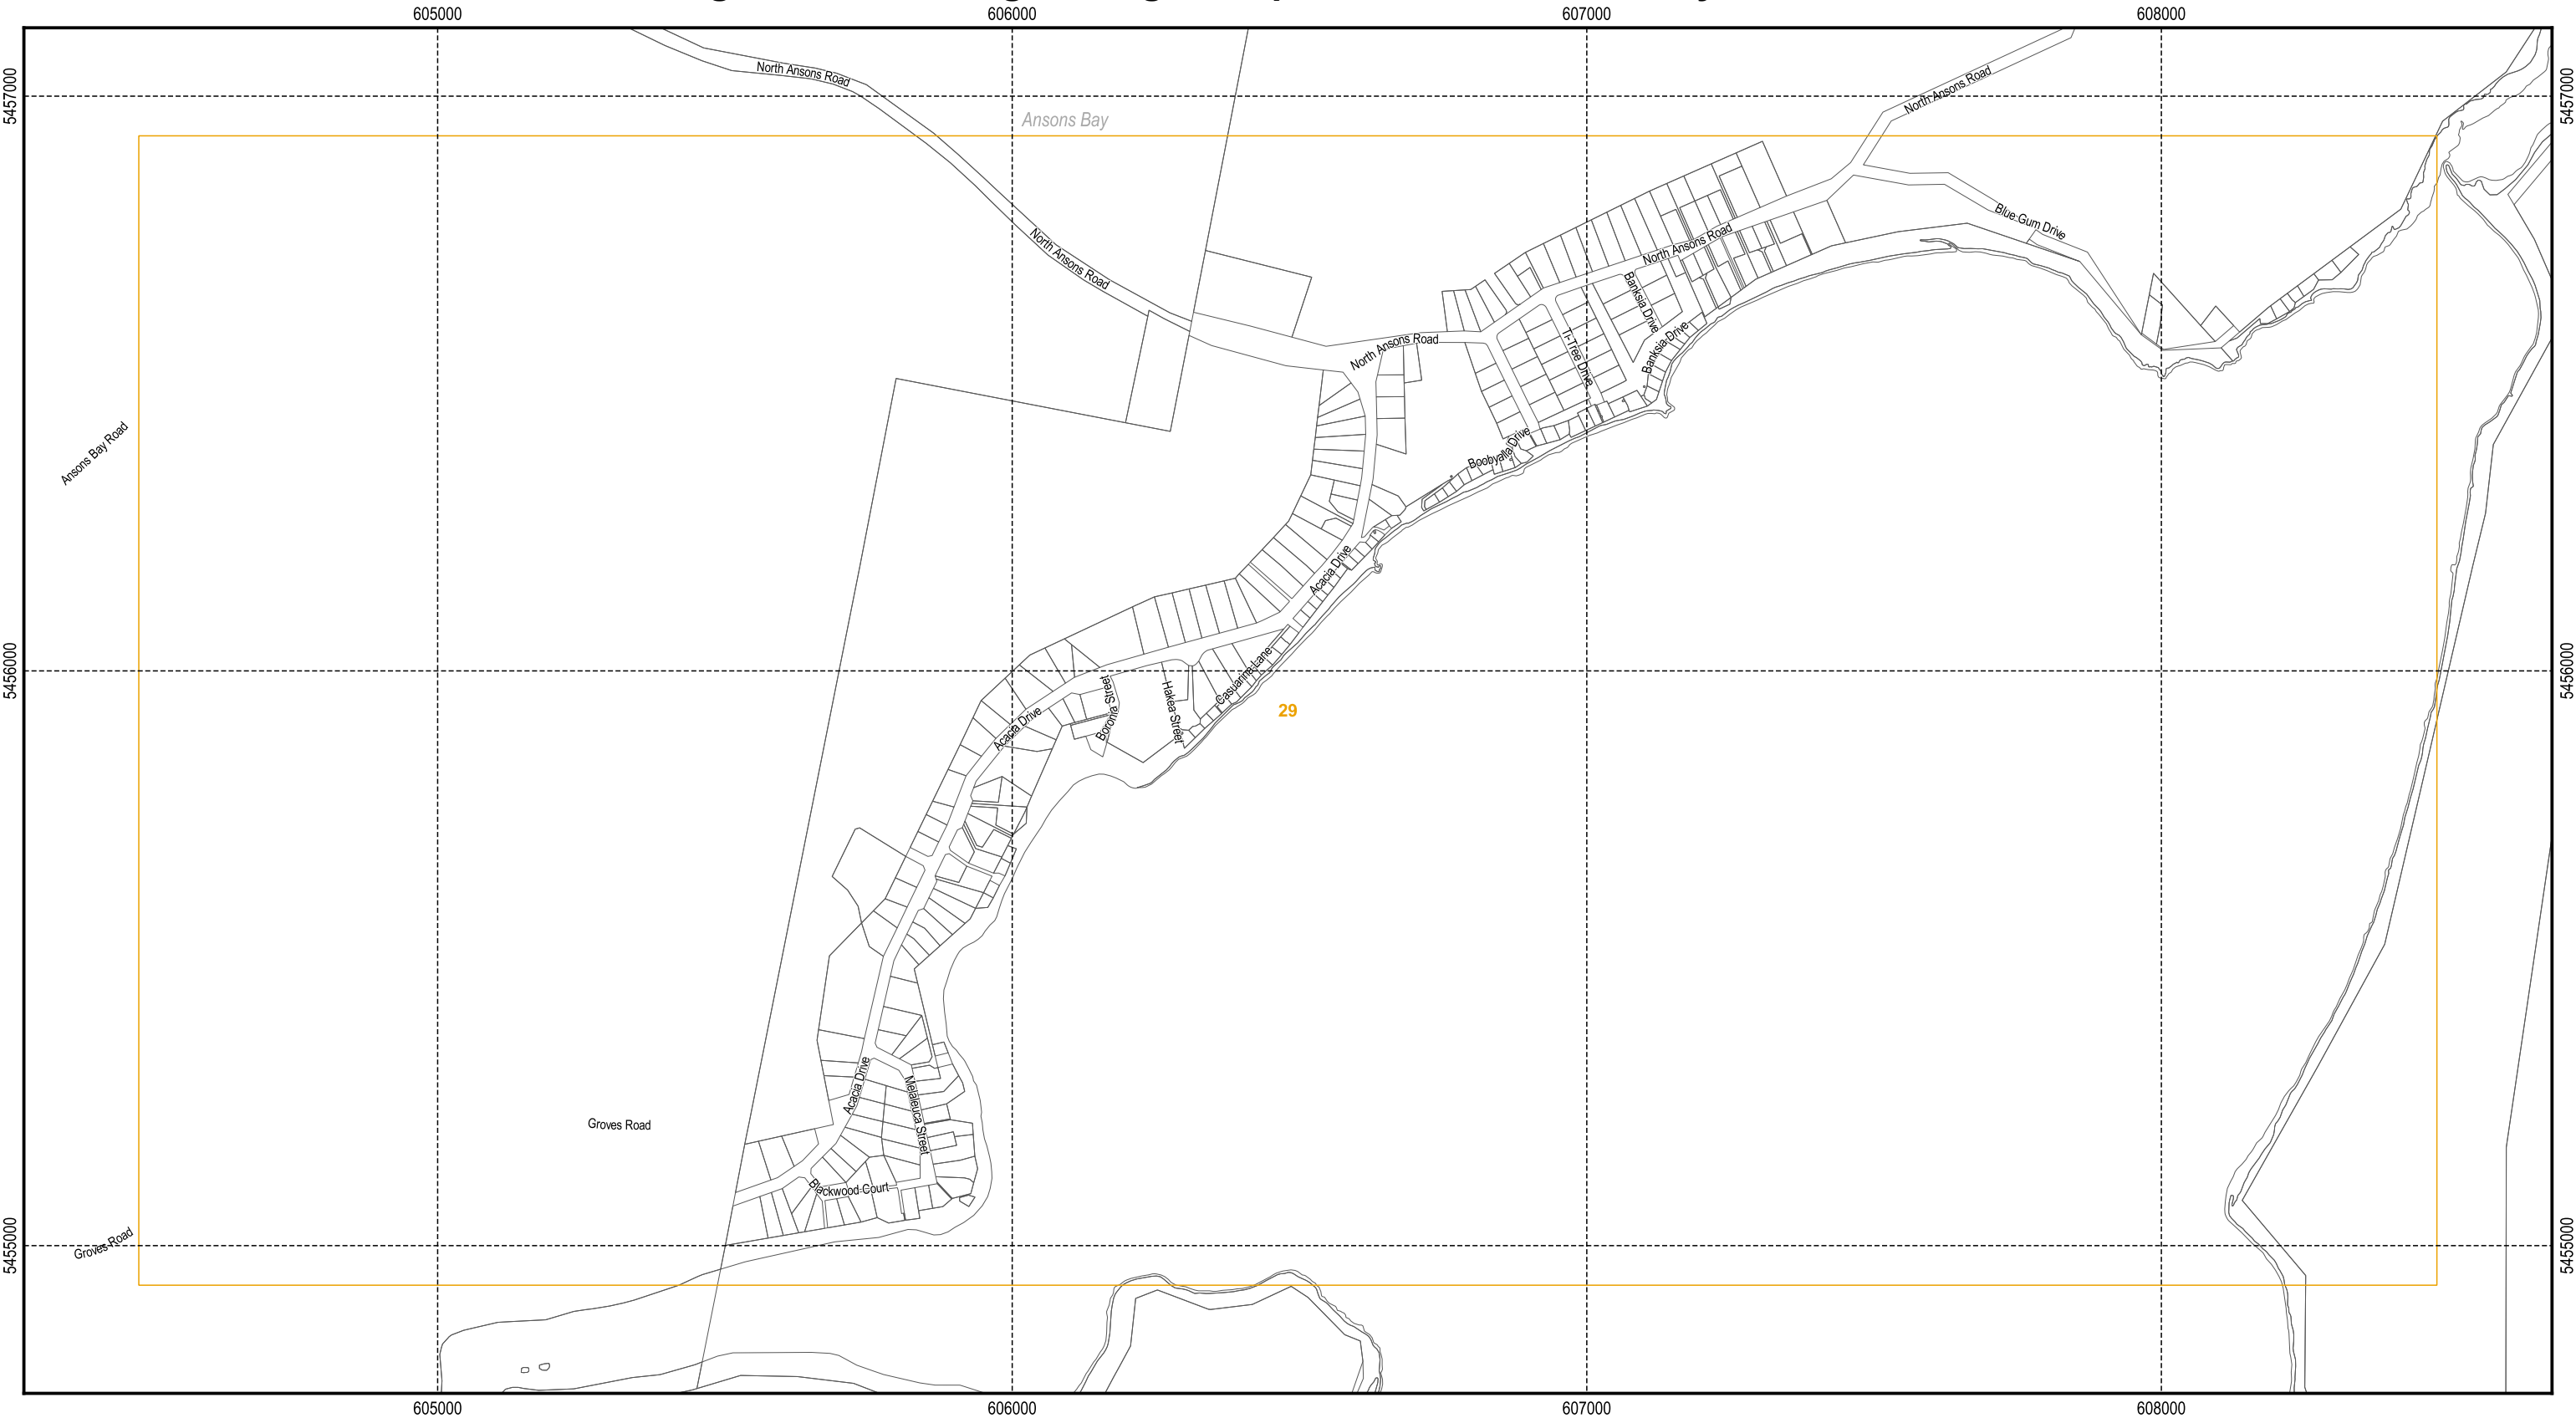 605000
606000
607000
608000
5457000
5457000
North Ansons Road
North Ansons Road
Ansons Bay
Blue Gum Drive
North Ansons Road
North Ansons Road
Banksia Drive
Banksia Drive
North Ansons Road
Ti-Tree Drive
Ansons Bay Road
Boobyalla Drive
Acacia Drive
5456000
5456000
Casuarina Lane
Hakea Street
Boronia Street
Acacia Drive
29
Acacia Drive
Melaleuca Street
Groves Road
Blackwood Court
Groves Road
5455000
5455000
605000
606000
607000
608000